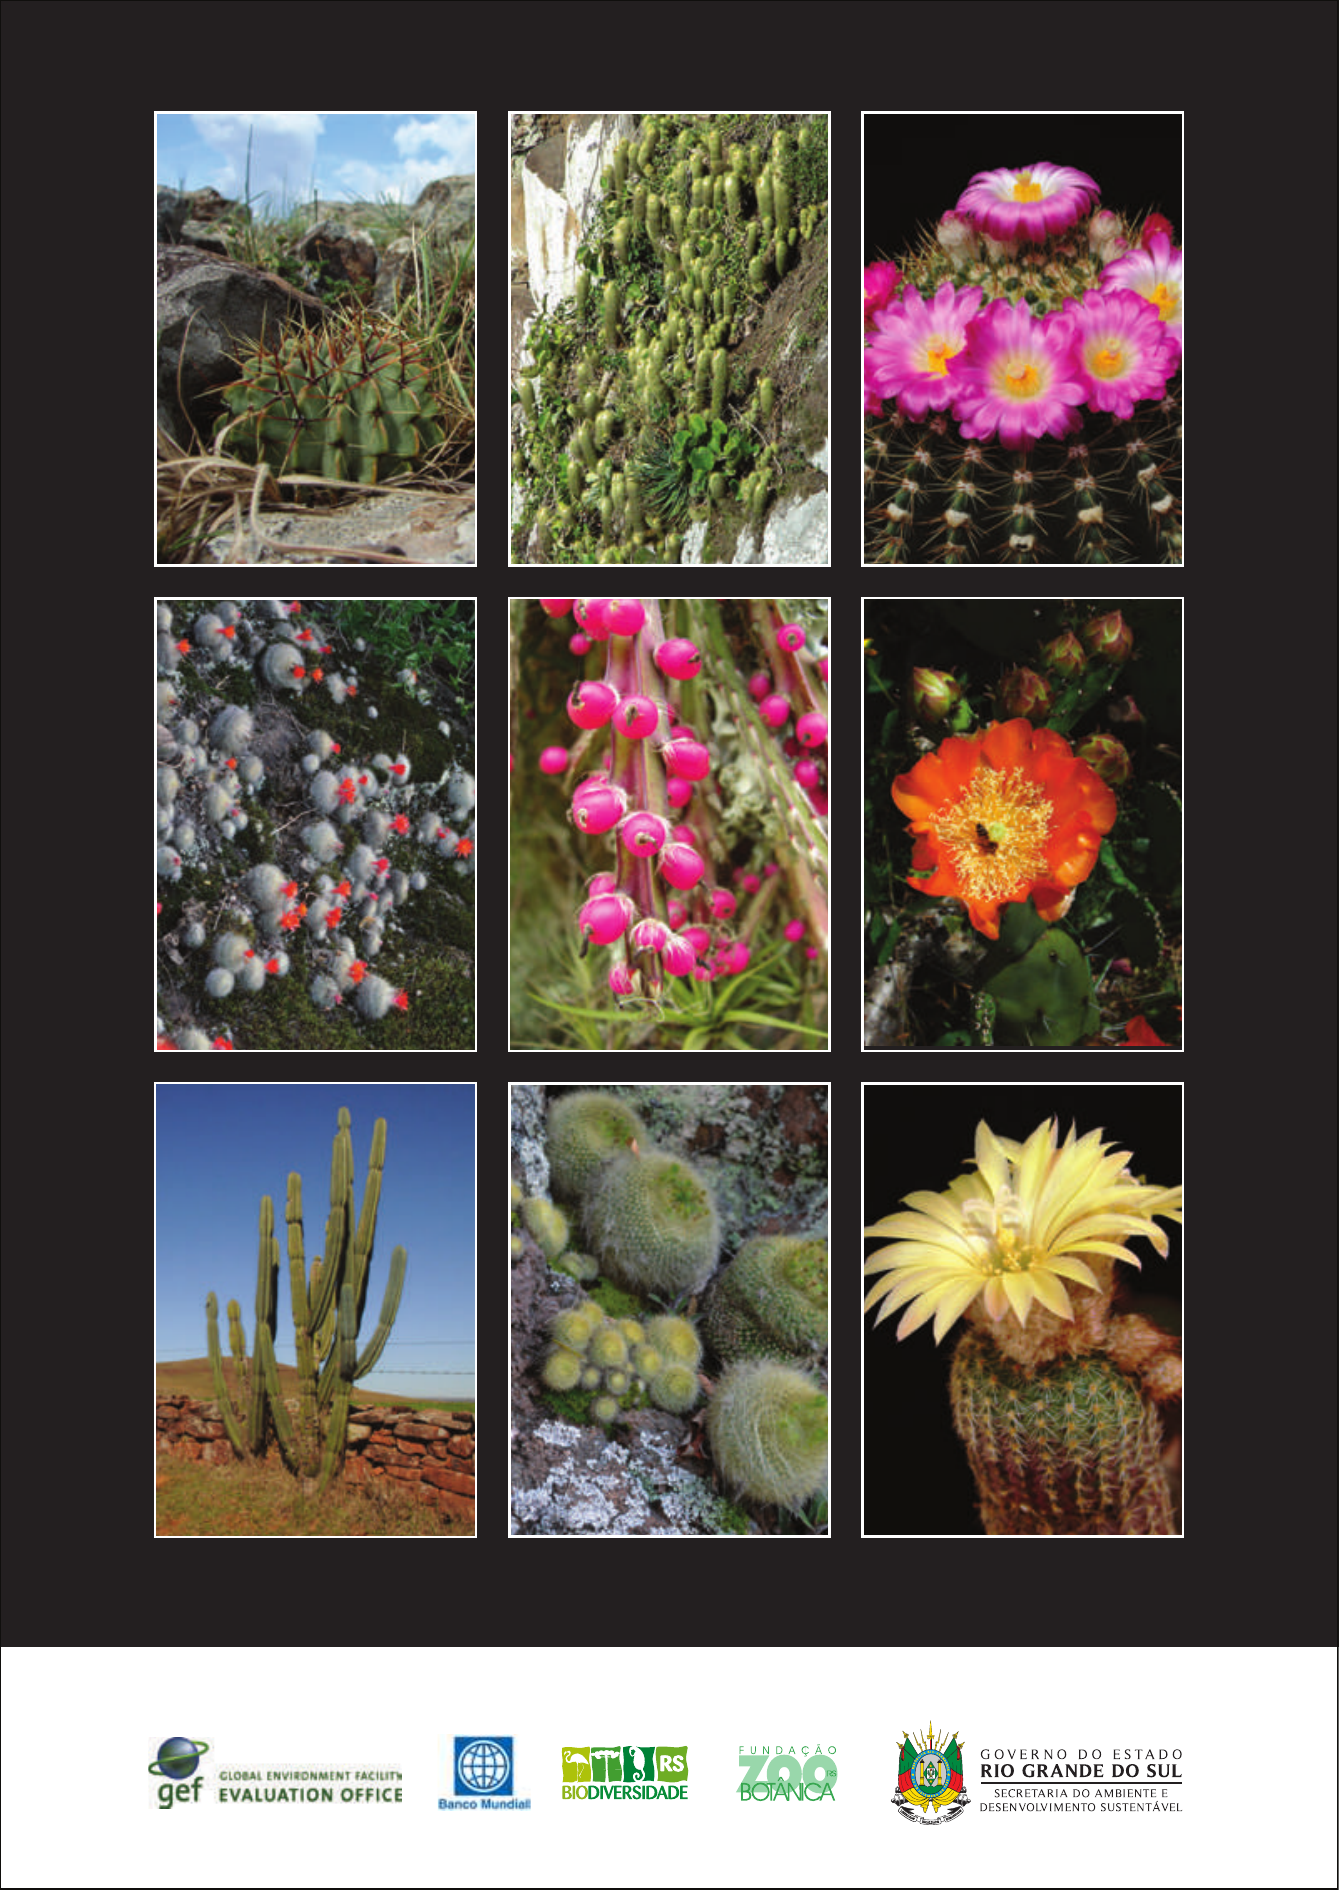 gef
GLOBAL ENVIRONMENT FACILITY
EVALUATION OFFICE
Banco Mundial
RS
BIODIVERSIDADE
FUNDAÇÃO
ZOO
RS
BOTÂNICA
GOVERNO DO ESTADO
RIO GRANDE DO SUL
SECRETARIA DO AMBIENTE E
DESENVOLVIMENTO SUSTENTÁVEL